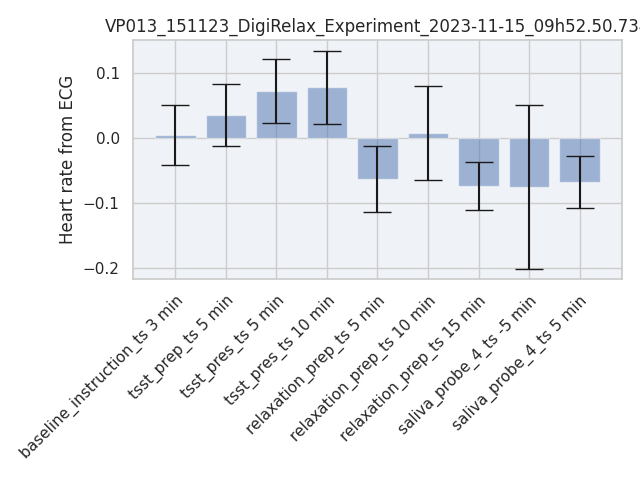 VP013_151123_DigiRelax_Experiment_2023-11-15_09h52.50.73
Heart rate from ECG
0.1
0.0
−0.1
−0.2
baseline_instruction_ts 3 min
tsst_prep_ts 5 min
tsst_pres_ts 5 min
tsst_pres_ts 10 min
relaxation_prep_ts 5 min
relaxation_prep_ts 10 min
relaxation_prep_ts 15 min
saliva_probe_4_ts -5 min
saliva_probe_4_ts 5 min